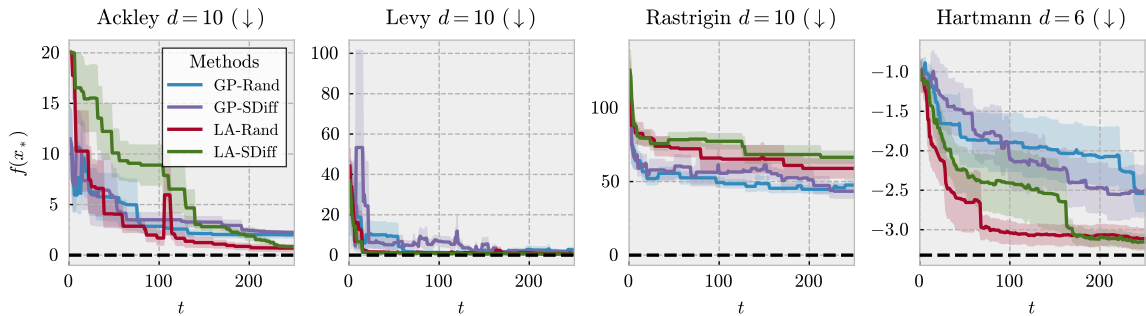 Ackley d = 10 (↓)
Levy d = 10 (↓)
Rastrigin d = 10 (↓)
Hartmann d = 6 (↓)
f(x*)
20
15
10
5
0
0
100
200
t
Methods
GP-Rand
GP-SDiff
LA-Rand
LA-SDiff
100
80
60
40
20
0
0
100
200
t
100
50
0
0
100
200
t
−1.0
−1.5
−2.0
−2.5
−3.0
0
100
200
t